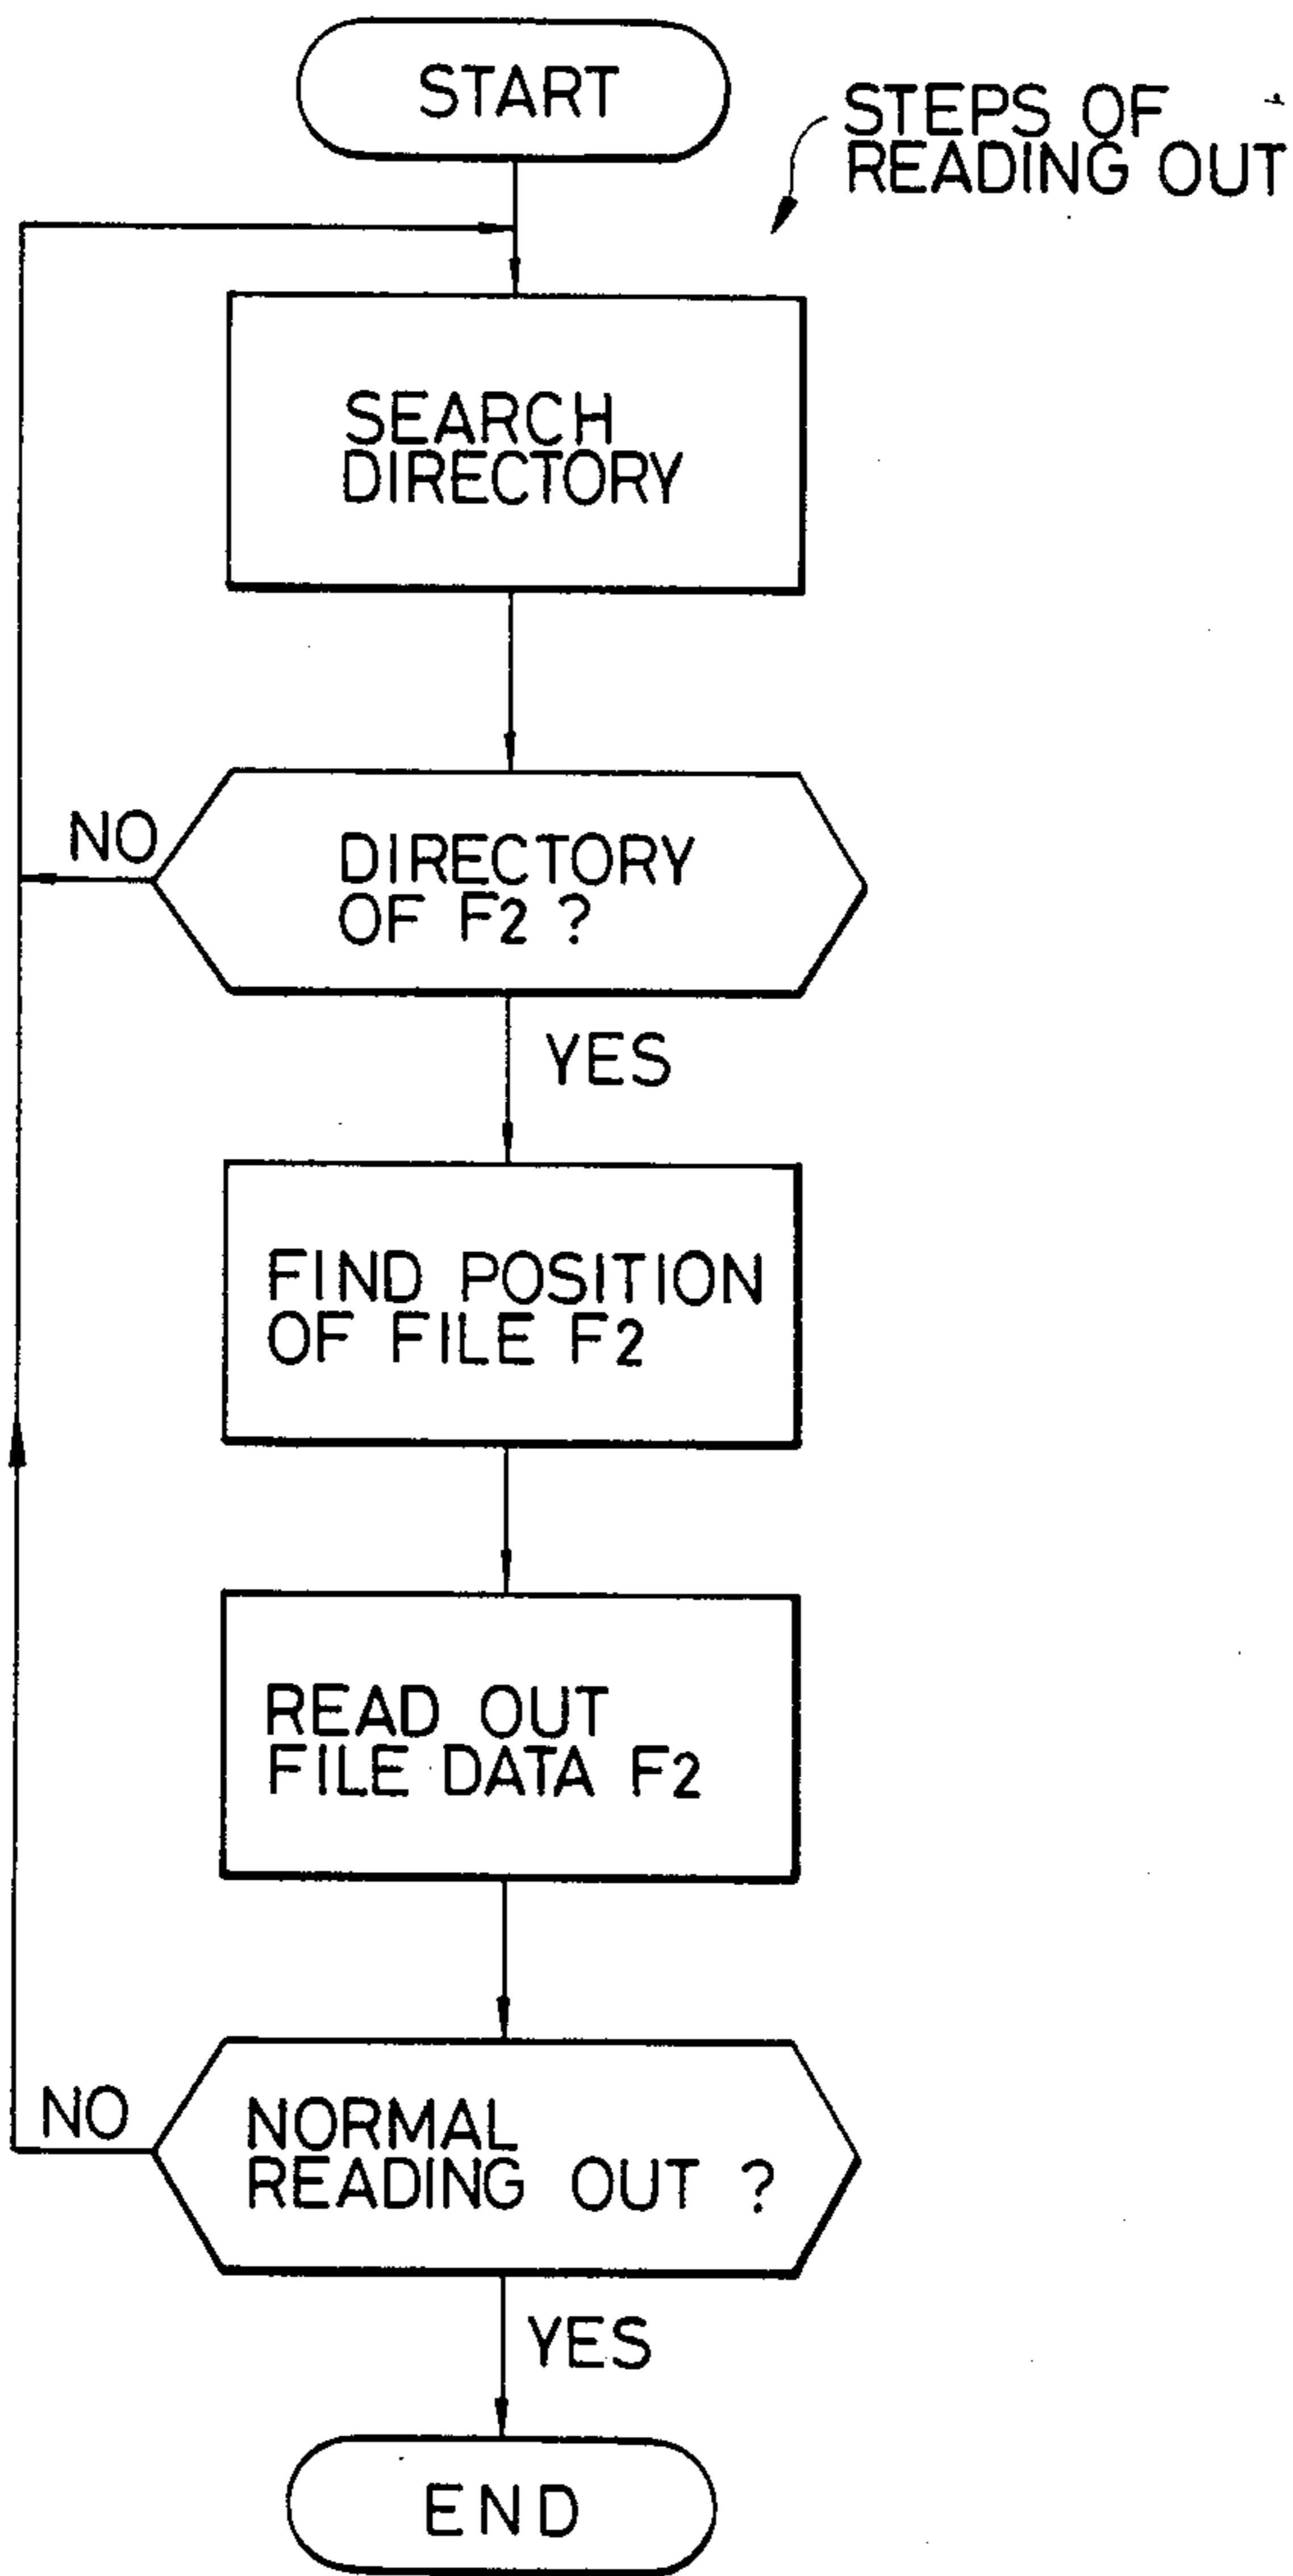 START
STEPS OF
READING OUT
SEARCH
DIRECTORY
NO
DIRECTORY
OF F2 ?
YES
FIND POSITION
OF FILE F2
READ OUT
FILE DATA F2
NO
NORMAL
READING OUT ?
YES
END